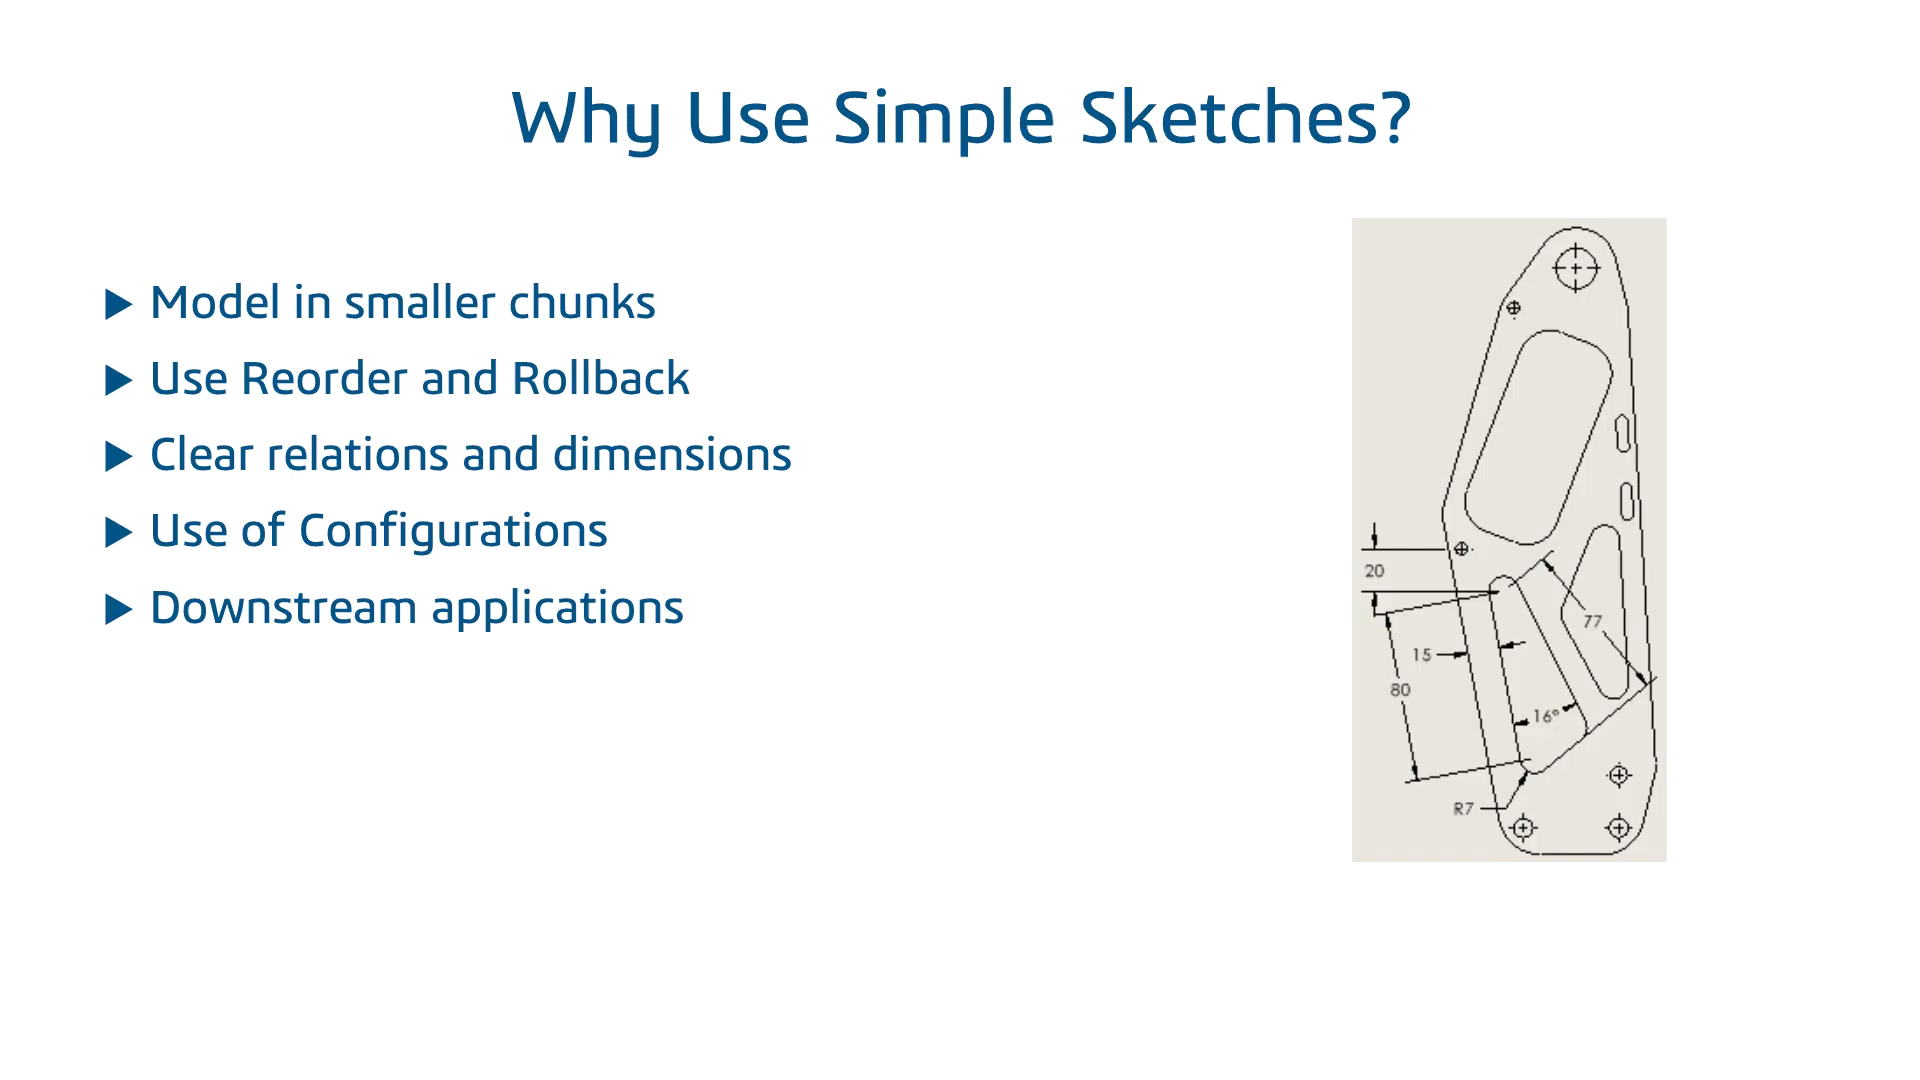 Why Use Simple Sketches?
▶ Model in smaller chunks
▶ Use Reorder and Rollback
▶ Clear relations and dimensions
▶ Use of Configurations
▶ Downstream applications
20
77
15
80
16°
R7